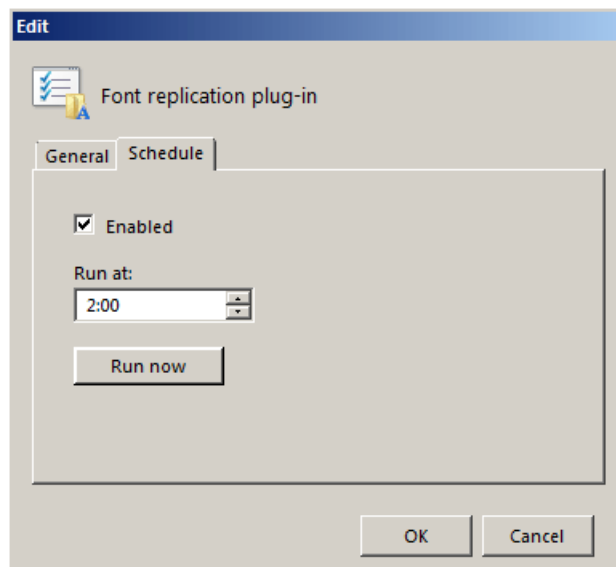 Edit
Font replication plug-in
General Schedule
Enabled
Run at:
2:00
Run now
OK Cancel